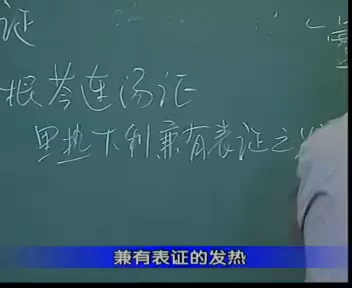 证
根芩连汤证
里热下利兼有表证之
兼有表证的发热